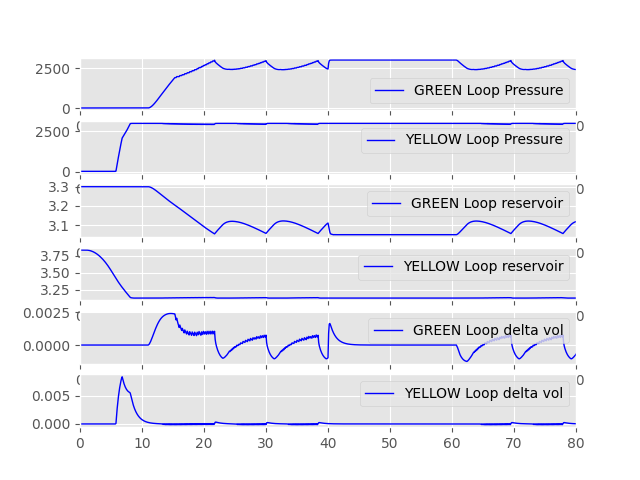 2500
0
GREEN Loop Pressure
2500
0
YELLOW Loop Pressure
3.3
3.2
3.1
GREEN Loop reservoir
3.75
3.50
3.25
YELLOW Loop reservoir
0.0025
0.0000
GREEN Loop delta vol
0.005
0.000
YELLOW Loop delta vol
0 10 20 30 40 50 60 70 80